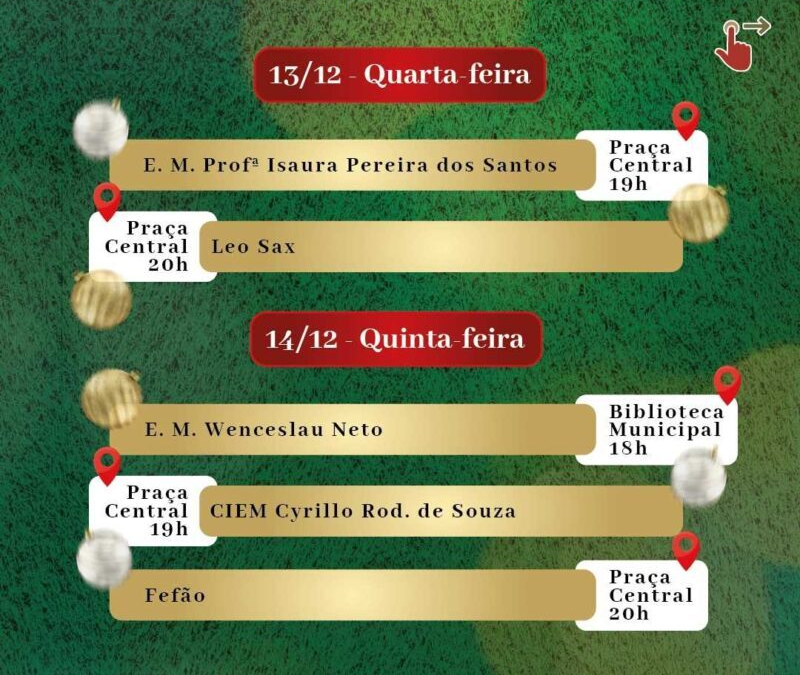 13/12 - Quarta-feira
E. M. Profª Isaura Pereira dos Santos
Praça
Central
19h
Praça
Central
20h
Leo Sax
14/12 - Quinta-feira
E. M. Wenceslau Neto
Biblioteca
Municipal
18h
Praça
Central
19h
CIEM Cyrillo Rod. de Souza
Fefão
Praça
Central
20h